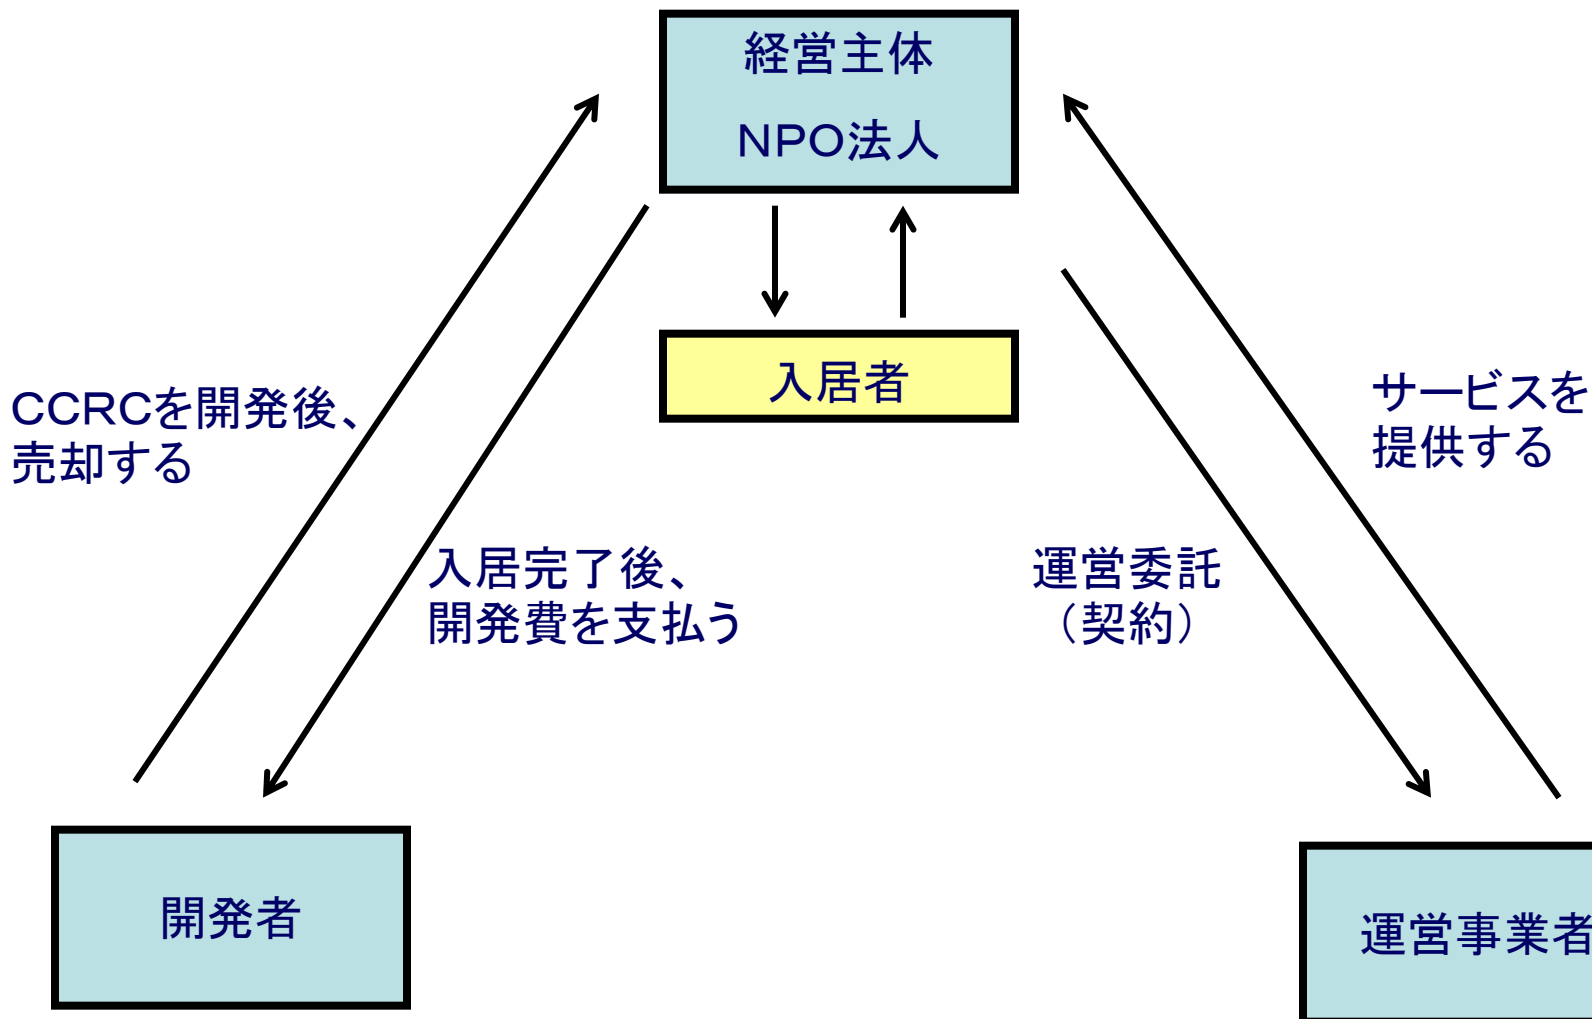 経営主体
NPO法人
入居者
CCRCを開発後、
売却する
サービスを
提供する
入居完了後、
開発費を支払う
運営委託
（契約）
開発者
運営事業者